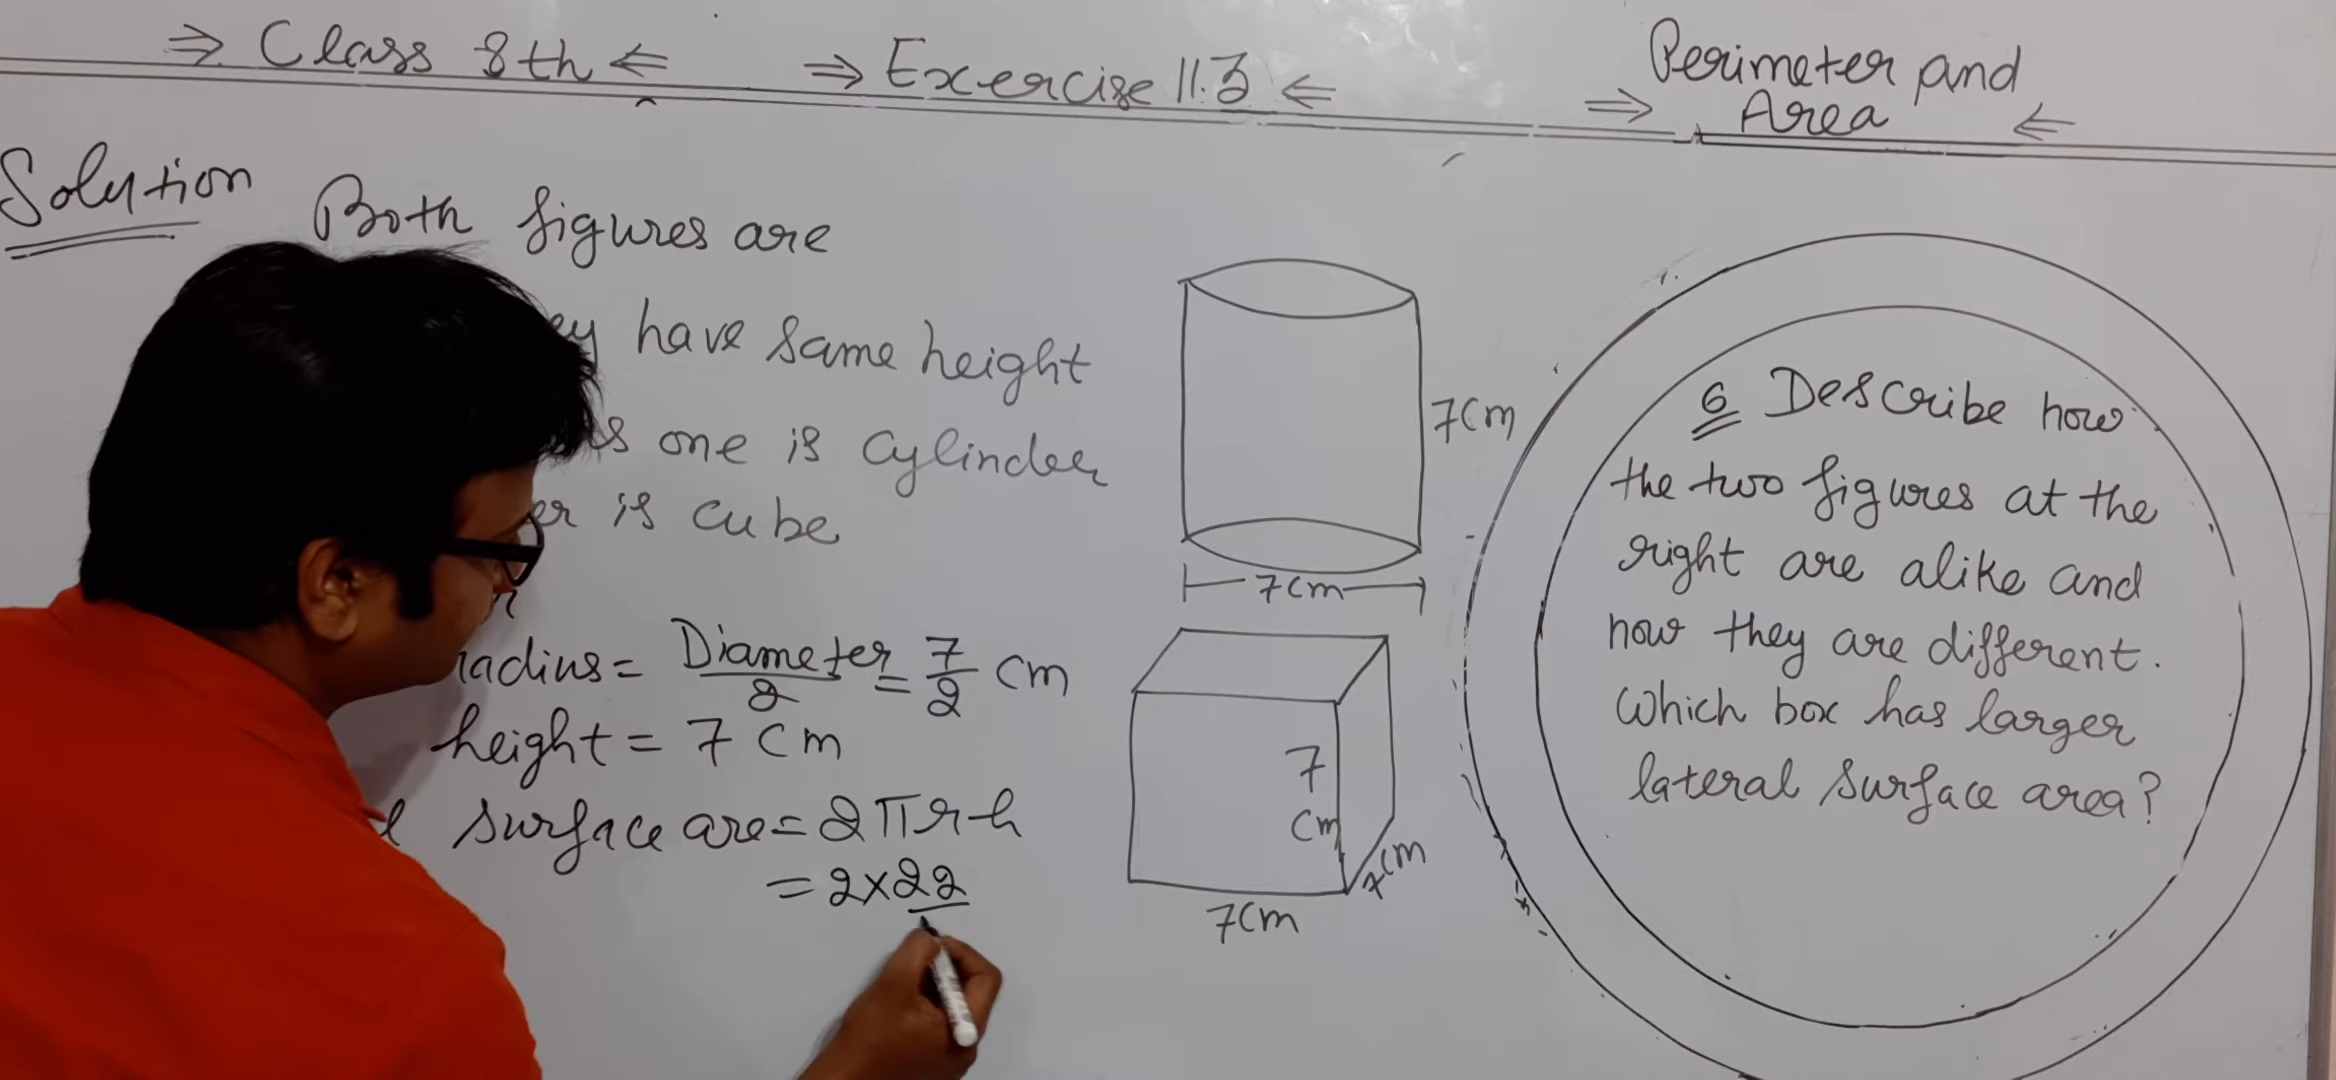 ⇒ Class 8th ⇐
⇒ Exercise 11.3 ⇐
Perimeter and
⇒ Area ⇐
Solution
Both figures are
have same height
one is cylinder
is cube
radius = Diameter/2 = 7/2 cm
height = 7 cm
surface are = 2πrh
= 2×22
7cm
7cm
7
cm
7cm
7cm
6 Describe how
the two figures at the
right are alike and
how they are different.
Which box has larger
lateral surface area?